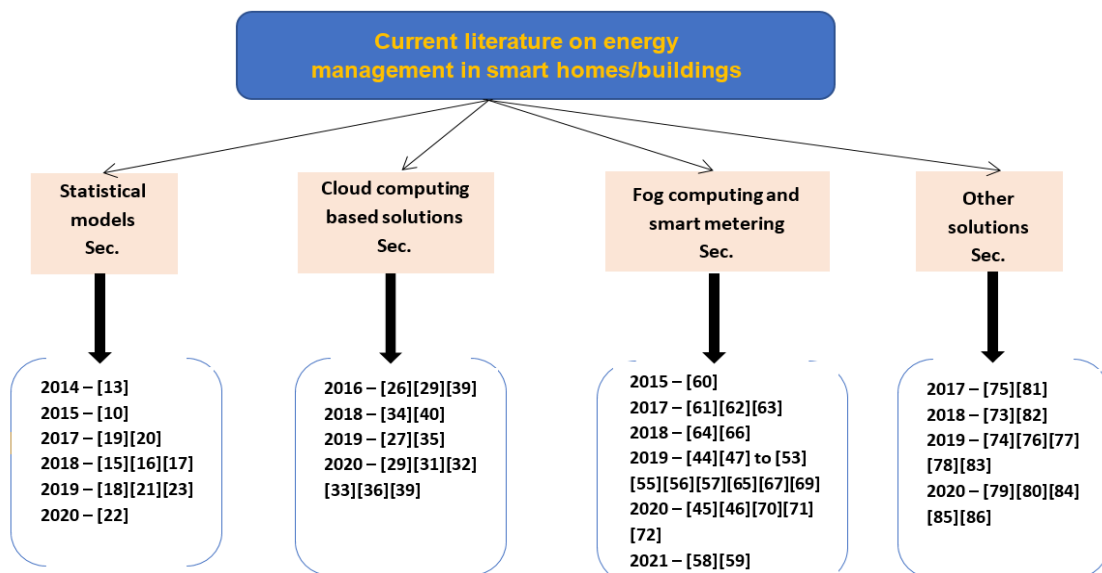 Current literature on energy
management in smart homes/buildings
Statistical
models
Sec.
Cloud computing
based solutions
Sec.
Fog computing and
smart metering
Sec.
Other
solutions
Sec.
2014 – [13]
2015 – [10]
2017 – [19][20]
2018 – [15][16][17]
2019 – [18][21][23]
2020 – [22]
2016 – [26][29][39]
2018 – [34][40]
2019 – [27][35]
2020 – [29][31][32]
[33][36][39]
2015 – [60]
2017 – [61][62][63]
2018 – [64][66]
2019 – [44][47] to [53]
[55][56][57][65][67][69]
2020 – [45][46][70][71]
[72]
2021 – [58][59]
2017 – [75][81]
2018 – [73][82]
2019 – [74][76][77]
[78][83]
2020 – [79][80][84]
[85][86]